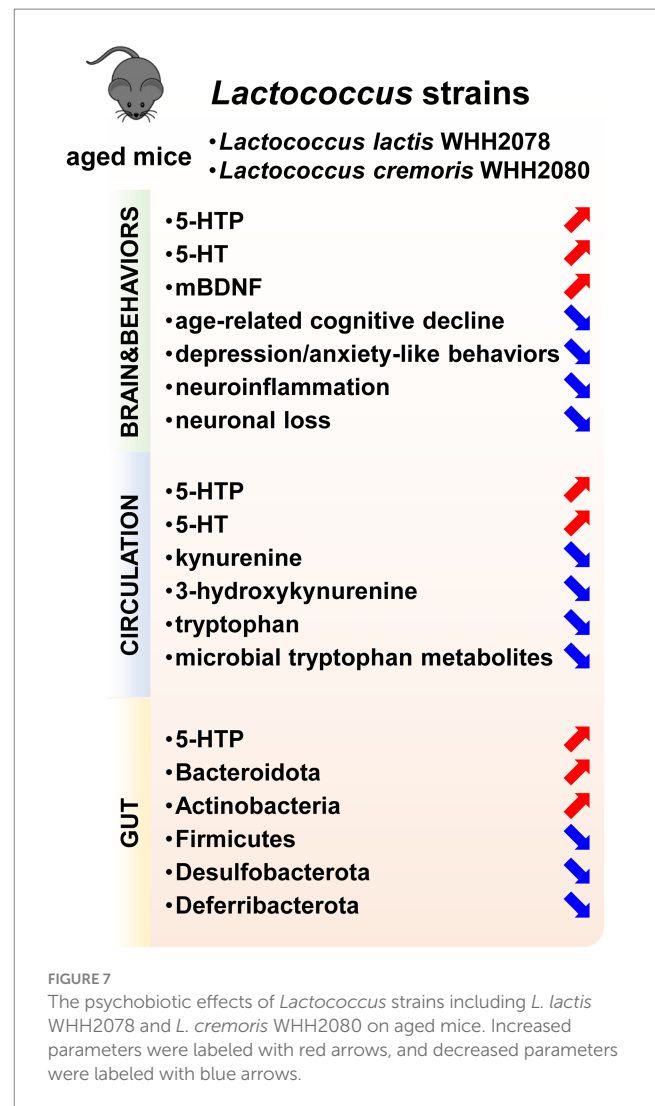 Lactococcus strains
aged mice
•Lactococcus lactis WHH2078
•Lactococcus cremoris WHH2080
BRAIN&BEHAVIORS
•5-HTP
•5-HT
•mBDNF
•age-related cognitive decline
•depression/anxiety-like behaviors
•neuroinflammation
•neuronal loss
CIRCULATION
•5-HTP
•5-HT
•kynurenine
•3-hydroxykynurenine
•tryptophan
•microbial tryptophan metabolites
GUT
•5-HTP
•Bacteroidota
•Actinobacteria
•Firmicutes
•Desulfobacterota
•Deferribacterota
FIGURE 7
The psychobiotic effects of Lactococcus strains including L. lactis
WHH2078 and L. cremoris WHH2080 on aged mice. Increased
parameters were labeled with red arrows, and decreased parameters
were labeled with blue arrows.